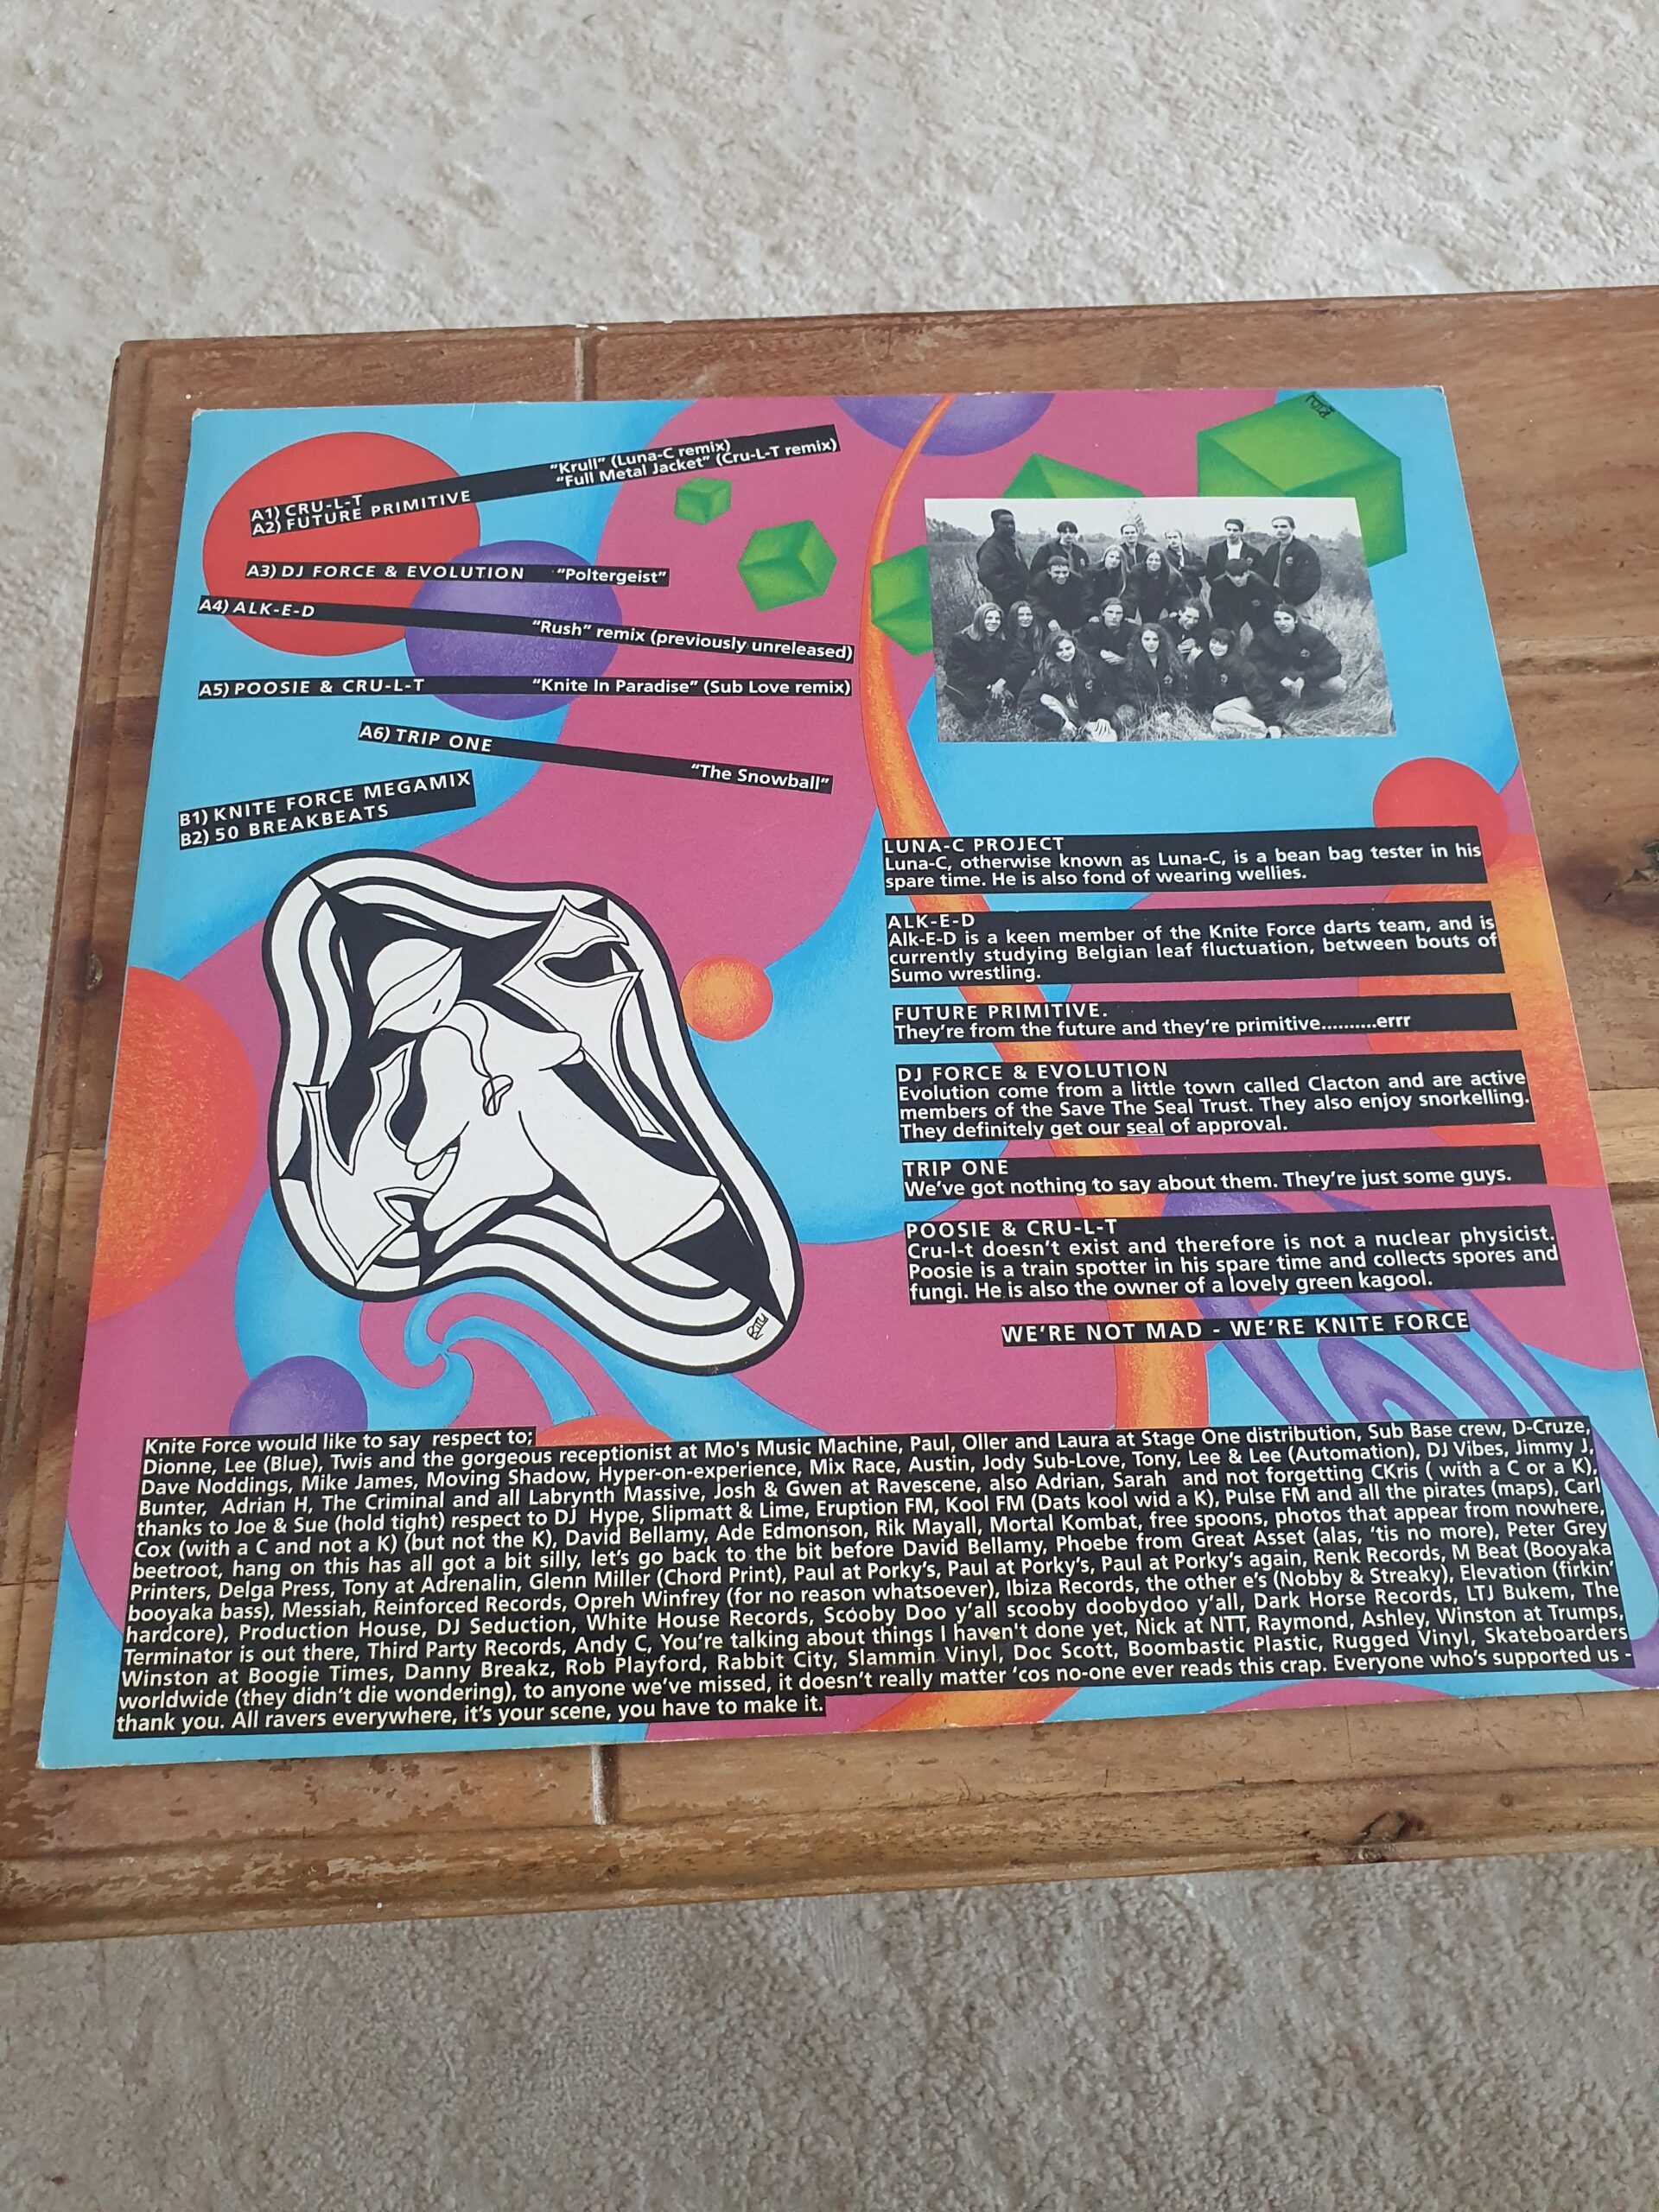 "Krull" (Luna-C remix)
"Full Metal Jacket" (Cru-L-T remix)
A1) CRU-L-T
A2) FUTURE PRIMITIVE
A3) DJ FORCE & EVOLUTION "Poltergeist"
A4) ALK-E-D
"Rush" remix (previously unreleased)
A5) POOSIE & CRU-L-T "Knite In Paradise" (Sub Love remix)
A6) TRIP ONE
"The Snowball"
B1) KNITE FORCE MEGAMIX
B2) 50 BREAKBEATS
LUNA-C PROJECT
Luna-C, otherwise known as Luna-C, is a bean bag tester in his
spare time. He is also fond of wearing wellies.
ALK-E-D
Alk-E-D is a keen member of the Knite Force darts team, and is
currently studying Belgian leaf fluctuation, between bouts of
Sumo wrestling.
FUTURE PRIMITIVE.
They're from the future and they're primitive..........errr
DJ FORCE & EVOLUTION
Evolution come from a little town called Clacton and are active
members of the Save The Seal Trust. They also enjoy snorkelling.
They definitely get our seal of approval.
TRIP ONE
We've got nothing to say about them. They're just some guys.
POOSIE & CRU-L-T
Cru-l-t doesn't exist and therefore is not a nuclear physicist.
Poosie is a train spotter in his spare time and collects spores and
fungi. He is also the owner of a lovely green kagool.
WE'RE NOT MAD - WE'RE KNITE FORCE
Knite Force would like to say respect to;
Dionne, Lee (Blue), Twis and the gorgeous receptionist at Mo's Music Machine, Paul, Oller and Laura at Stage One distribution, Sub Base crew, D-Cruze,
Dave Noddings, Mike James, Moving Shadow, Hyper-on-experience, Mix Race, Austin, Jody Sub-Love, Tony, Lee & Lee (Automation), DJ Vibes, Jimmy J,
Bunter, Adrian H, The Criminal and all Labrynth Massive, Josh & Gwen at Ravescene, also Adrian, Sarah and not forgetting CKris ( with a C or a K),
thanks to Joe & Sue (hold tight) respect to DJ Hype, Slipmatt & Lime, Eruption FM, Kool FM (Dats kool wid a K), Pulse FM and all the pirates (maps), Carl
Cox (with a C and not a K) (but not the K), David Bellamy, Ade Edmonson, Rik Mayall, Mortal Kombat, free spoons, photos that appear from nowhere,
beetroot, hang on this has all got a bit silly, let's go back to the bit before David Bellamy, Phoebe from Great Asset (alas, 'tis no more), Peter Grey
Printers, Delga Press, Tony at Adrenalin, Glenn Miller (Chord Print), Paul at Porky's, Paul at Porky's, Paul at Porky's again, Renk Records, M Beat (Booyaka
booyaka bass), Messiah, Reinforced Records, Opreh Winfrey (for no reason whatsoever), Ibiza Records, the other e's (Nobby & Streaky), Elevation (firkin'
hardcore), Production House, DJ Seduction, White House Records, Scooby Doo y'all scooby doobydoo y'all, Dark Horse Records, LTJ Bukem, The
Terminator is out there, Third Party Records, Andy C, You're talking about things I haven't done yet, Nick at NTT, Raymond, Ashley, Winston at Trumps,
Winston at Boogie Times, Danny Breakz, Rob Playford, Rabbit City, Slammin Vinyl, Doc Scott, Boombastic Plastic, Rugged Vinyl, Skateboarders
worldwide (they didn't die wondering), to anyone we've missed, it doesn't really matter 'cos no-one ever reads this crap. Everyone who's supported us -
thank you. All ravers everywhere, it's your scene, you have to make it.